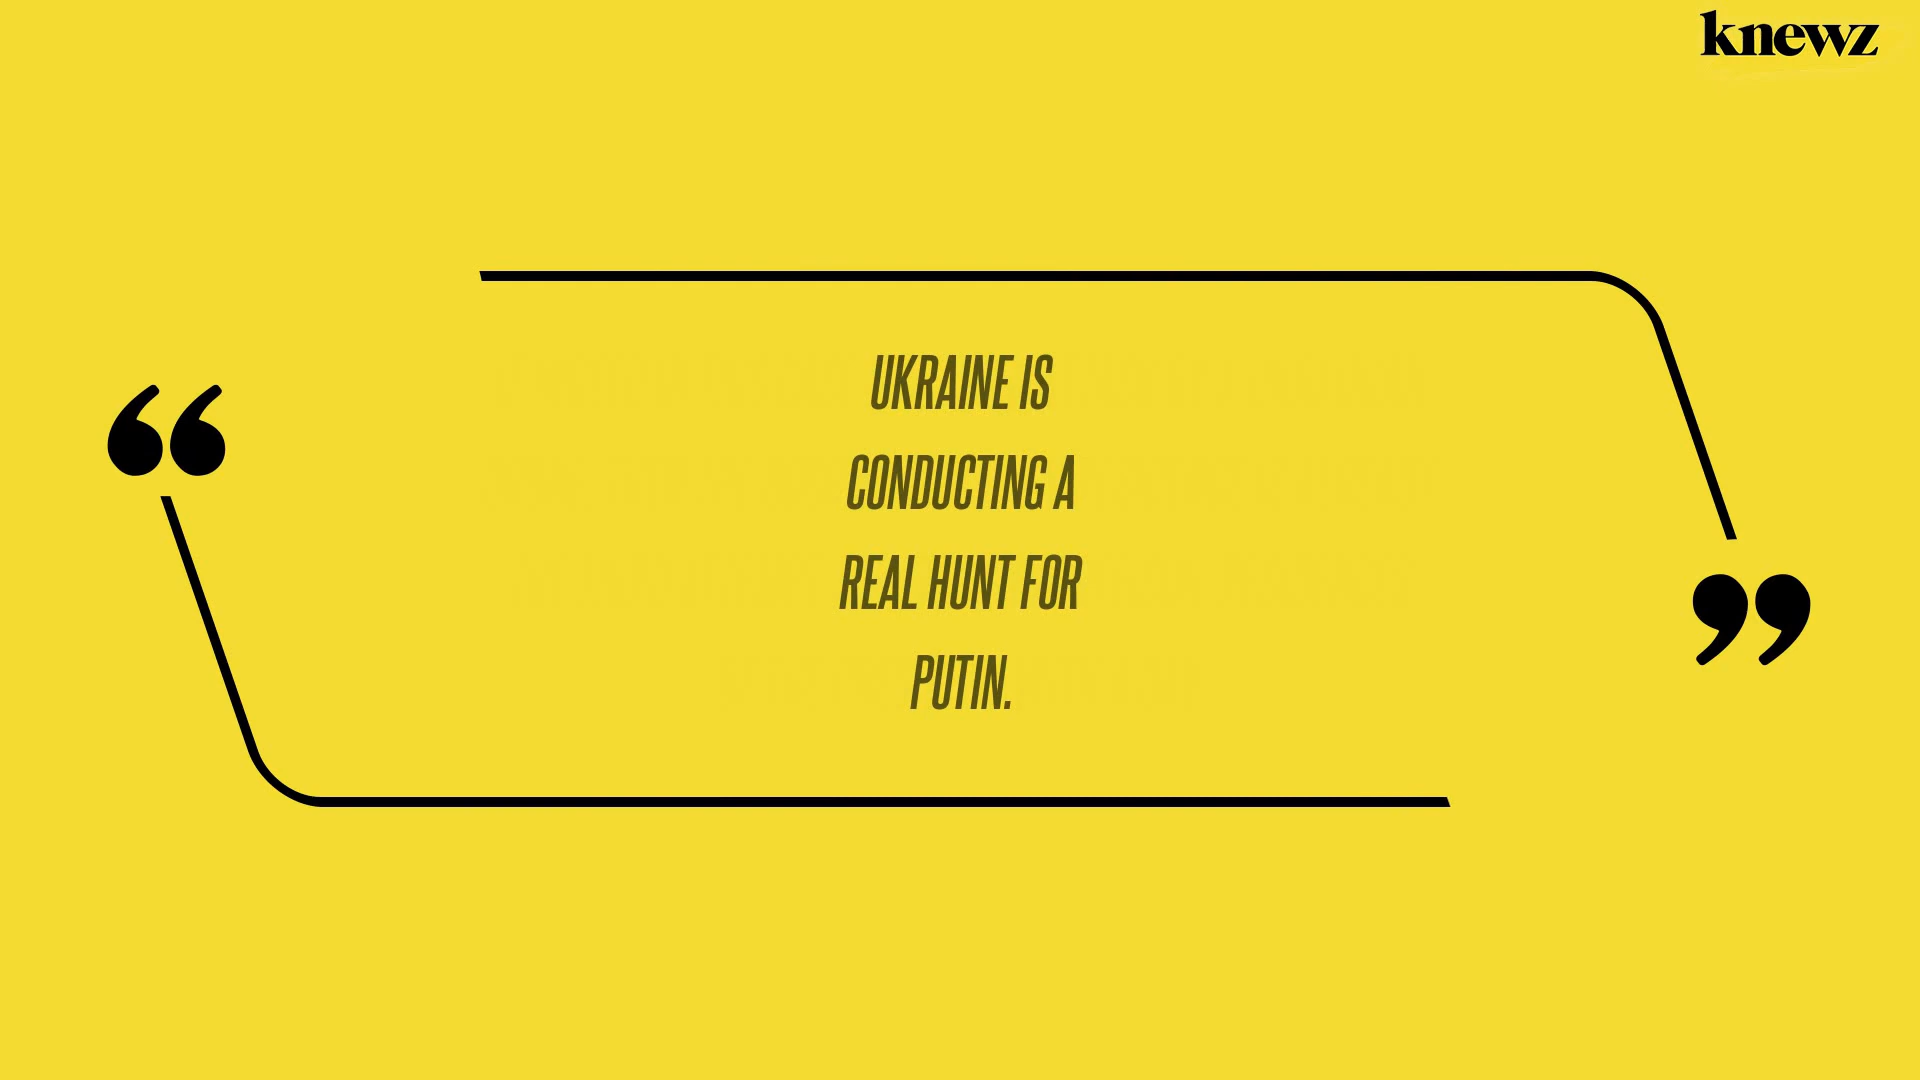 knewz
“
UKRAINE IS
CONDUCTING A
REAL HUNT FOR
PUTIN.
”